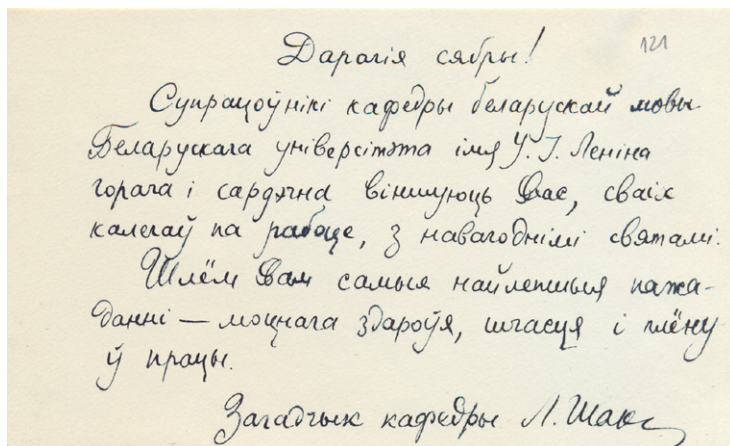 Дарагія сябры! 121
Супрацоўнікі кафедры беларускай мовы
Беларускага універсітэта імя У. І. Леніна
горача і сардэчна віншуюць Вас, сваіх
калегаў па рабоце, з навагоднімі святамі.
Шлём Вам самыя найлепшыя пажа-
данні — моцнага здароўя, шчасця і плёну
ў працы.
Загадчык кафедры Л. Шак